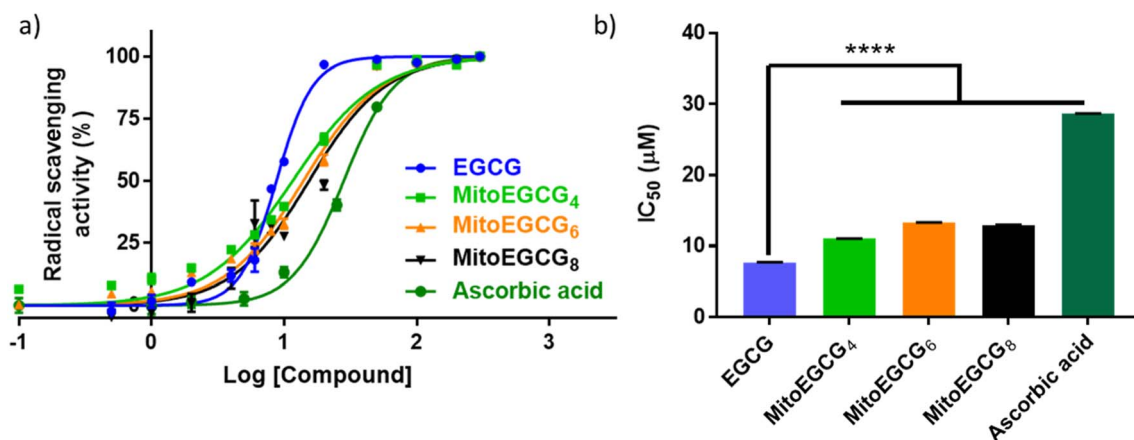 a)
Radical scavenging
activity (%)
100
75
50
25
-1 0 1 2 3
Log [Compound]
EGCG
MitoEGCG₄
MitoEGCG₆
MitoEGCG₈
Ascorbic acid
b)
****
IC₅₀ (μM)
40
30
20
10
0
EGCG
MitoEGCG₄
MitoEGCG₆
MitoEGCG₈
Ascorbic acid